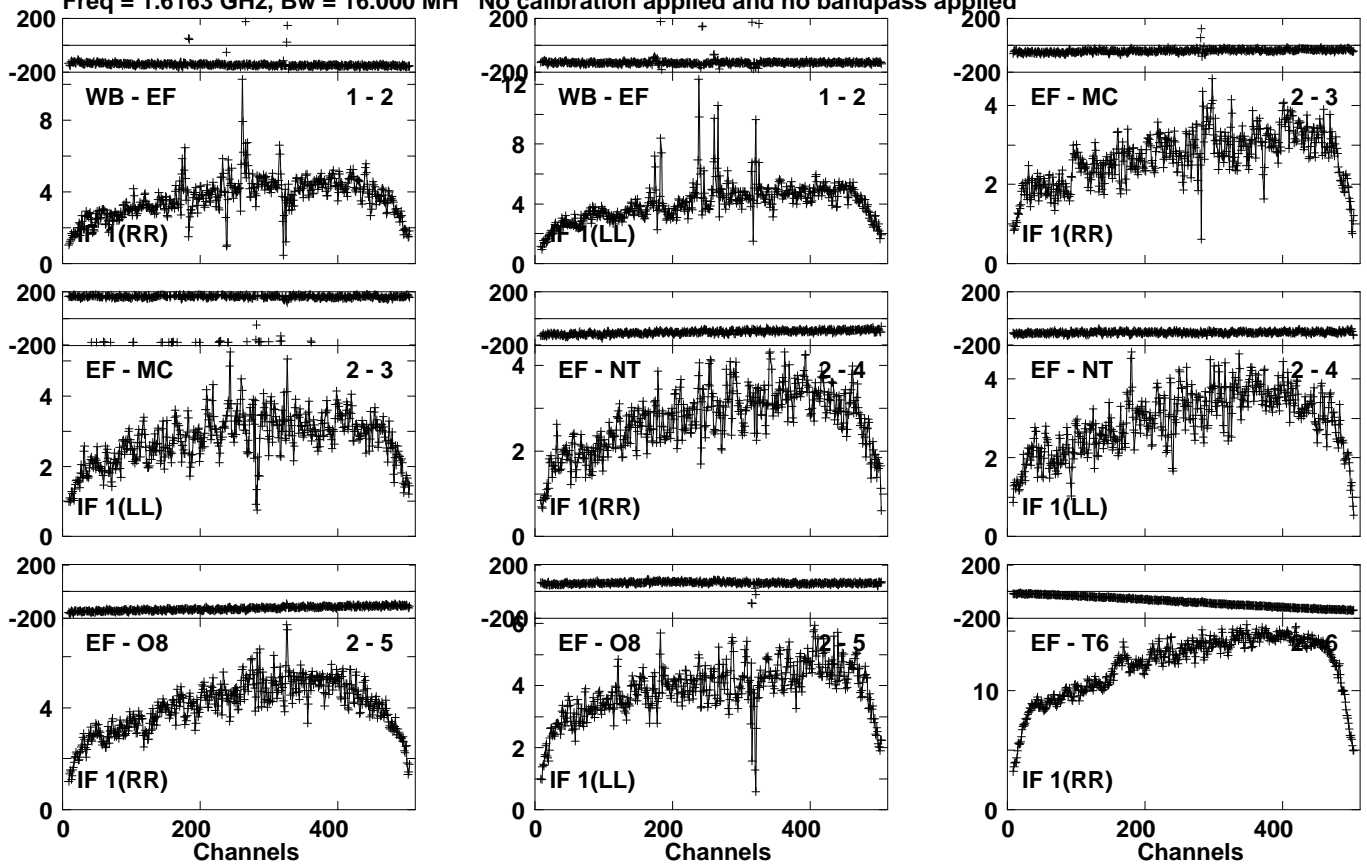 Freq = 1.6163 GHz, Bw = 16.000 MH No calibration applied and no bandpass applied
200
-200
WB - EF 1 - 2
8
4
0
IF 1(RR)
-200
12
WB - EF 1 - 2
8
4
0
IF 1(LL)
200
-200
EF - MC 2 - 3
4
2
0
IF 1(RR)
200
-200
EF - MC 2 - 3
4
2
0
IF 1(LL)
200
-200
EF - NT 2 - 4
4
2
0
IF 1(RR)
200
-200
EF - NT 2 - 4
4
2
0
IF 1(LL)
200
-200
EF - O8 2 - 5
4
0
IF 1(RR)
0 200 400
Channels
200
-200
6
EF - O8 2 - 5
4
2
0
IF 1(LL)
0 200 400
Channels
200
-200
EF - T6 2 - 6
10
0
IF 1(RR)
0 200 400
Channels